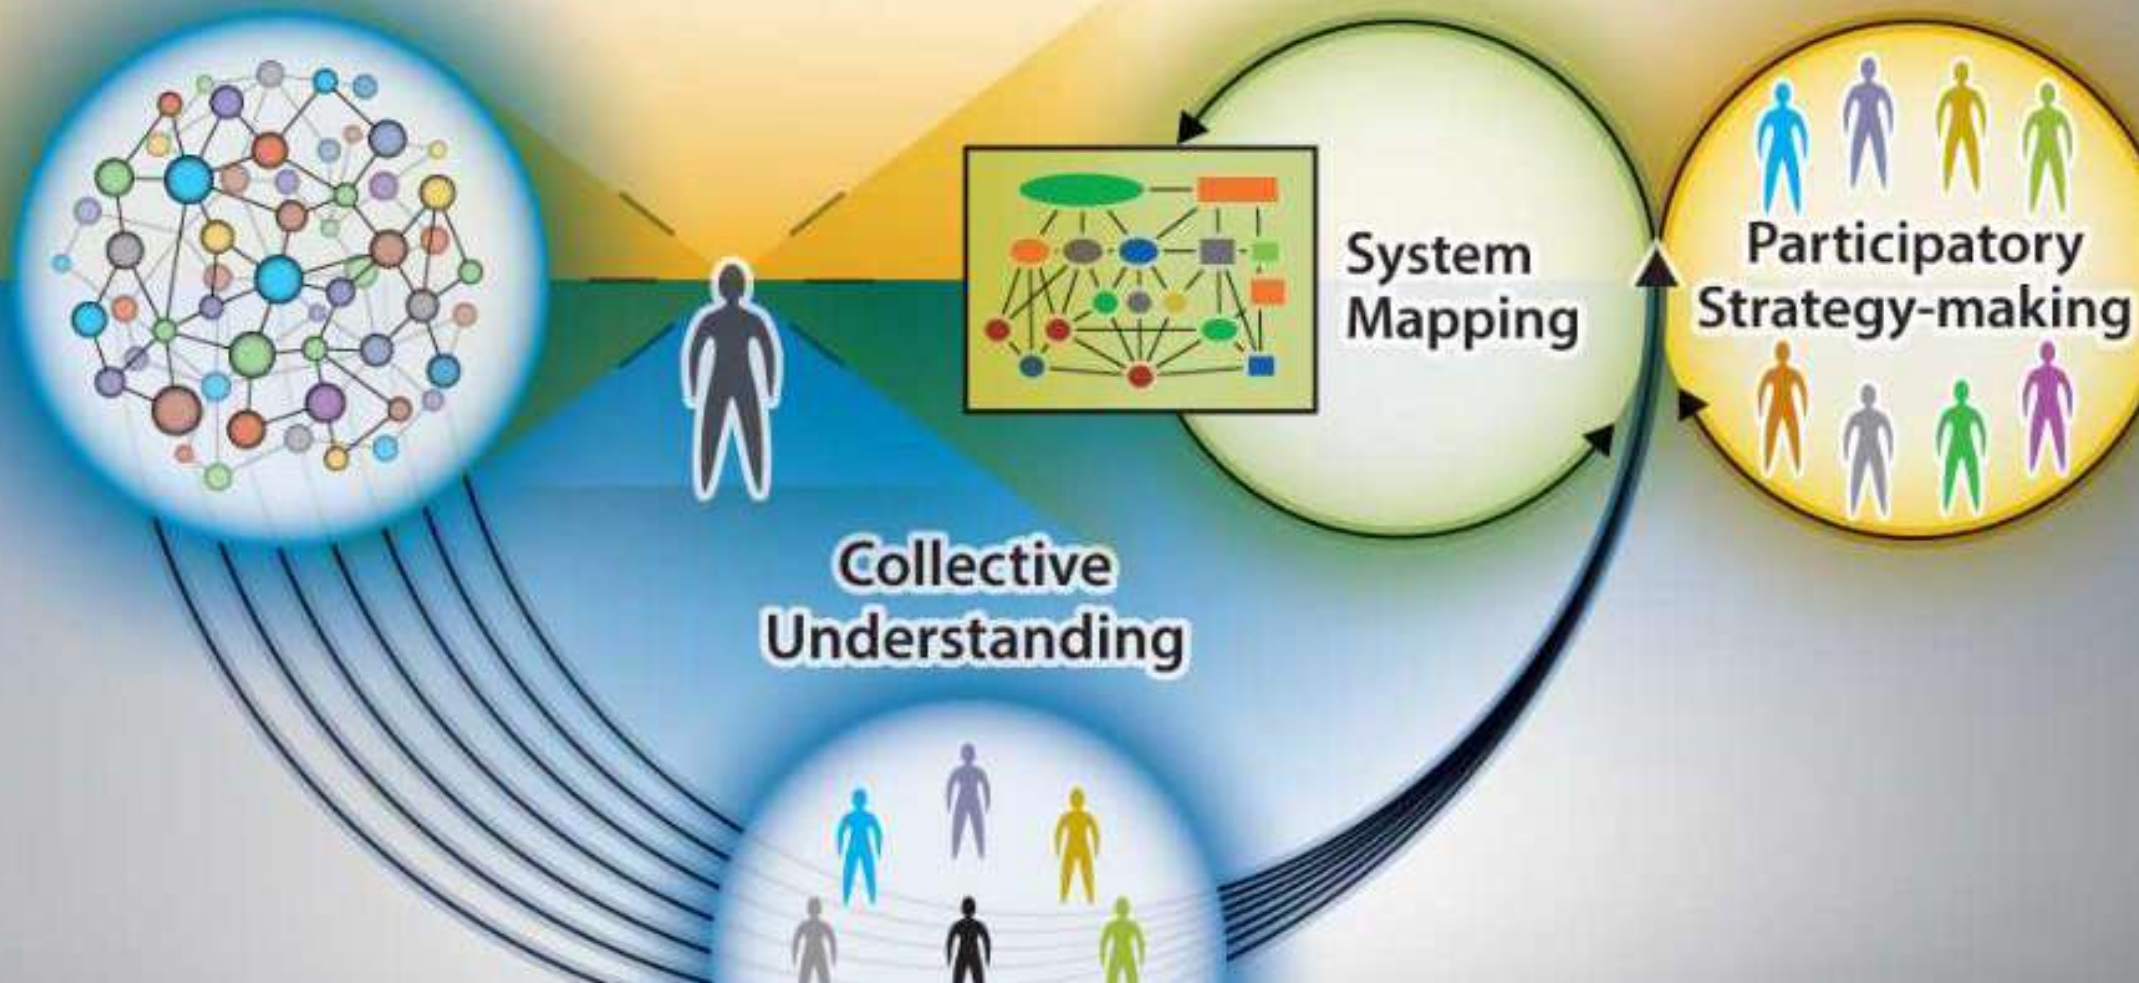 System
Mapping
Participatory
Strategy-making
Collective
Understanding